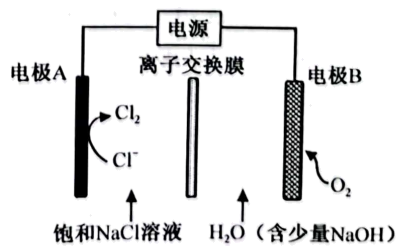 电源
电极A
离子交换膜
电极B
Cl₂
Cl⁻
O₂
饱和NaCl溶液
H₂O（含少量NaOH）